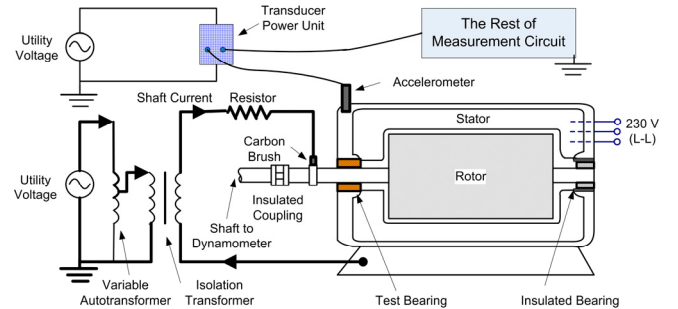 Transducer
Power Unit
Utility
Voltage
The Rest of
Measurement Circuit
Accelerometer
Shaft Current
Resistor
Stator
230 V
(L-L)
Carbon
Brush
Utility
Voltage
Rotor
Insulated
Coupling
Shaft to
Dynamometer
Variable
Autotransformer
Isolation
Transformer
Test Bearing
Insulated Bearing